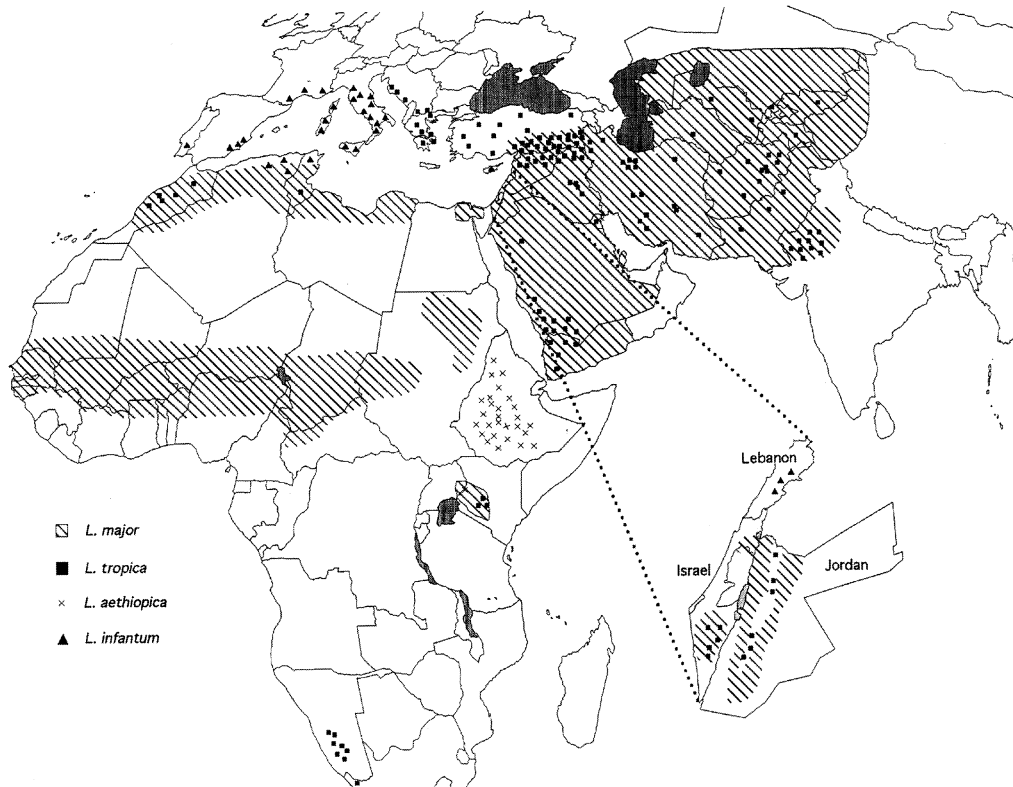 Lebanon
Israel
Jordan
L. major
L. tropica
L. aethiopica
L. infantum